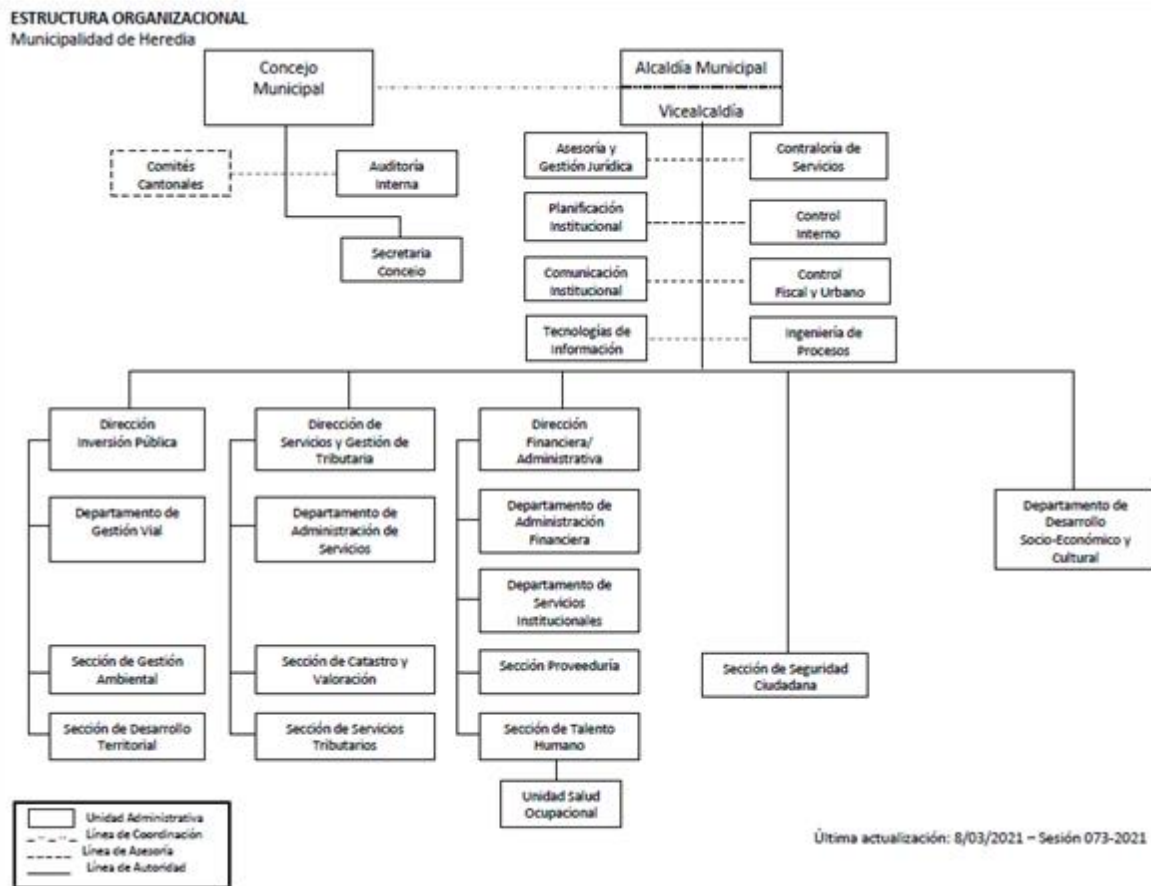 ESTRUCTURA ORGANIZACIONAL
Municipalidad de Heredia
Concejo
Municipal
Alcaldía Municipal
Vicealcaldía
Comités
Cantonales
Auditoría
Interna
Secretaria
Concejo
Asesoría y
Gestión Jurídica
Contraloría de
Servicios
Planificación
Institucional
Control
Interno
Comunicación
Institucional
Control
Fiscal y Urbano
Tecnologías de
Información
Ingeniería de
Procesos
Dirección
Inversión Pública
Dirección de
Servicios y Gestión de
Tributaria
Dirección
Financiera/
Administrativa
Departamento de
Gestión Vial
Departamento de
Administración de
Servicios
Departamento de
Administración
Financiera
Departamento de
Desarrollo
Socio-Económico y
Cultural
Departamento de
Servicios
Institucionales
Sección de Gestión
Ambiental
Sección de Catastro y
Valoración
Sección Proveeduría
Sección de Seguridad
Ciudadana
Sección de Desarrollo
Territorial
Sección de Servicios
Tributarios
Sección de Talento
Humano
Unidad Salud
Ocupacional
Unidad Administrativa
Línea de Coordinación
Línea de Asesoría
Línea de Autoridad
Última actualización: 8/03/2021 – Sesión 073-2021